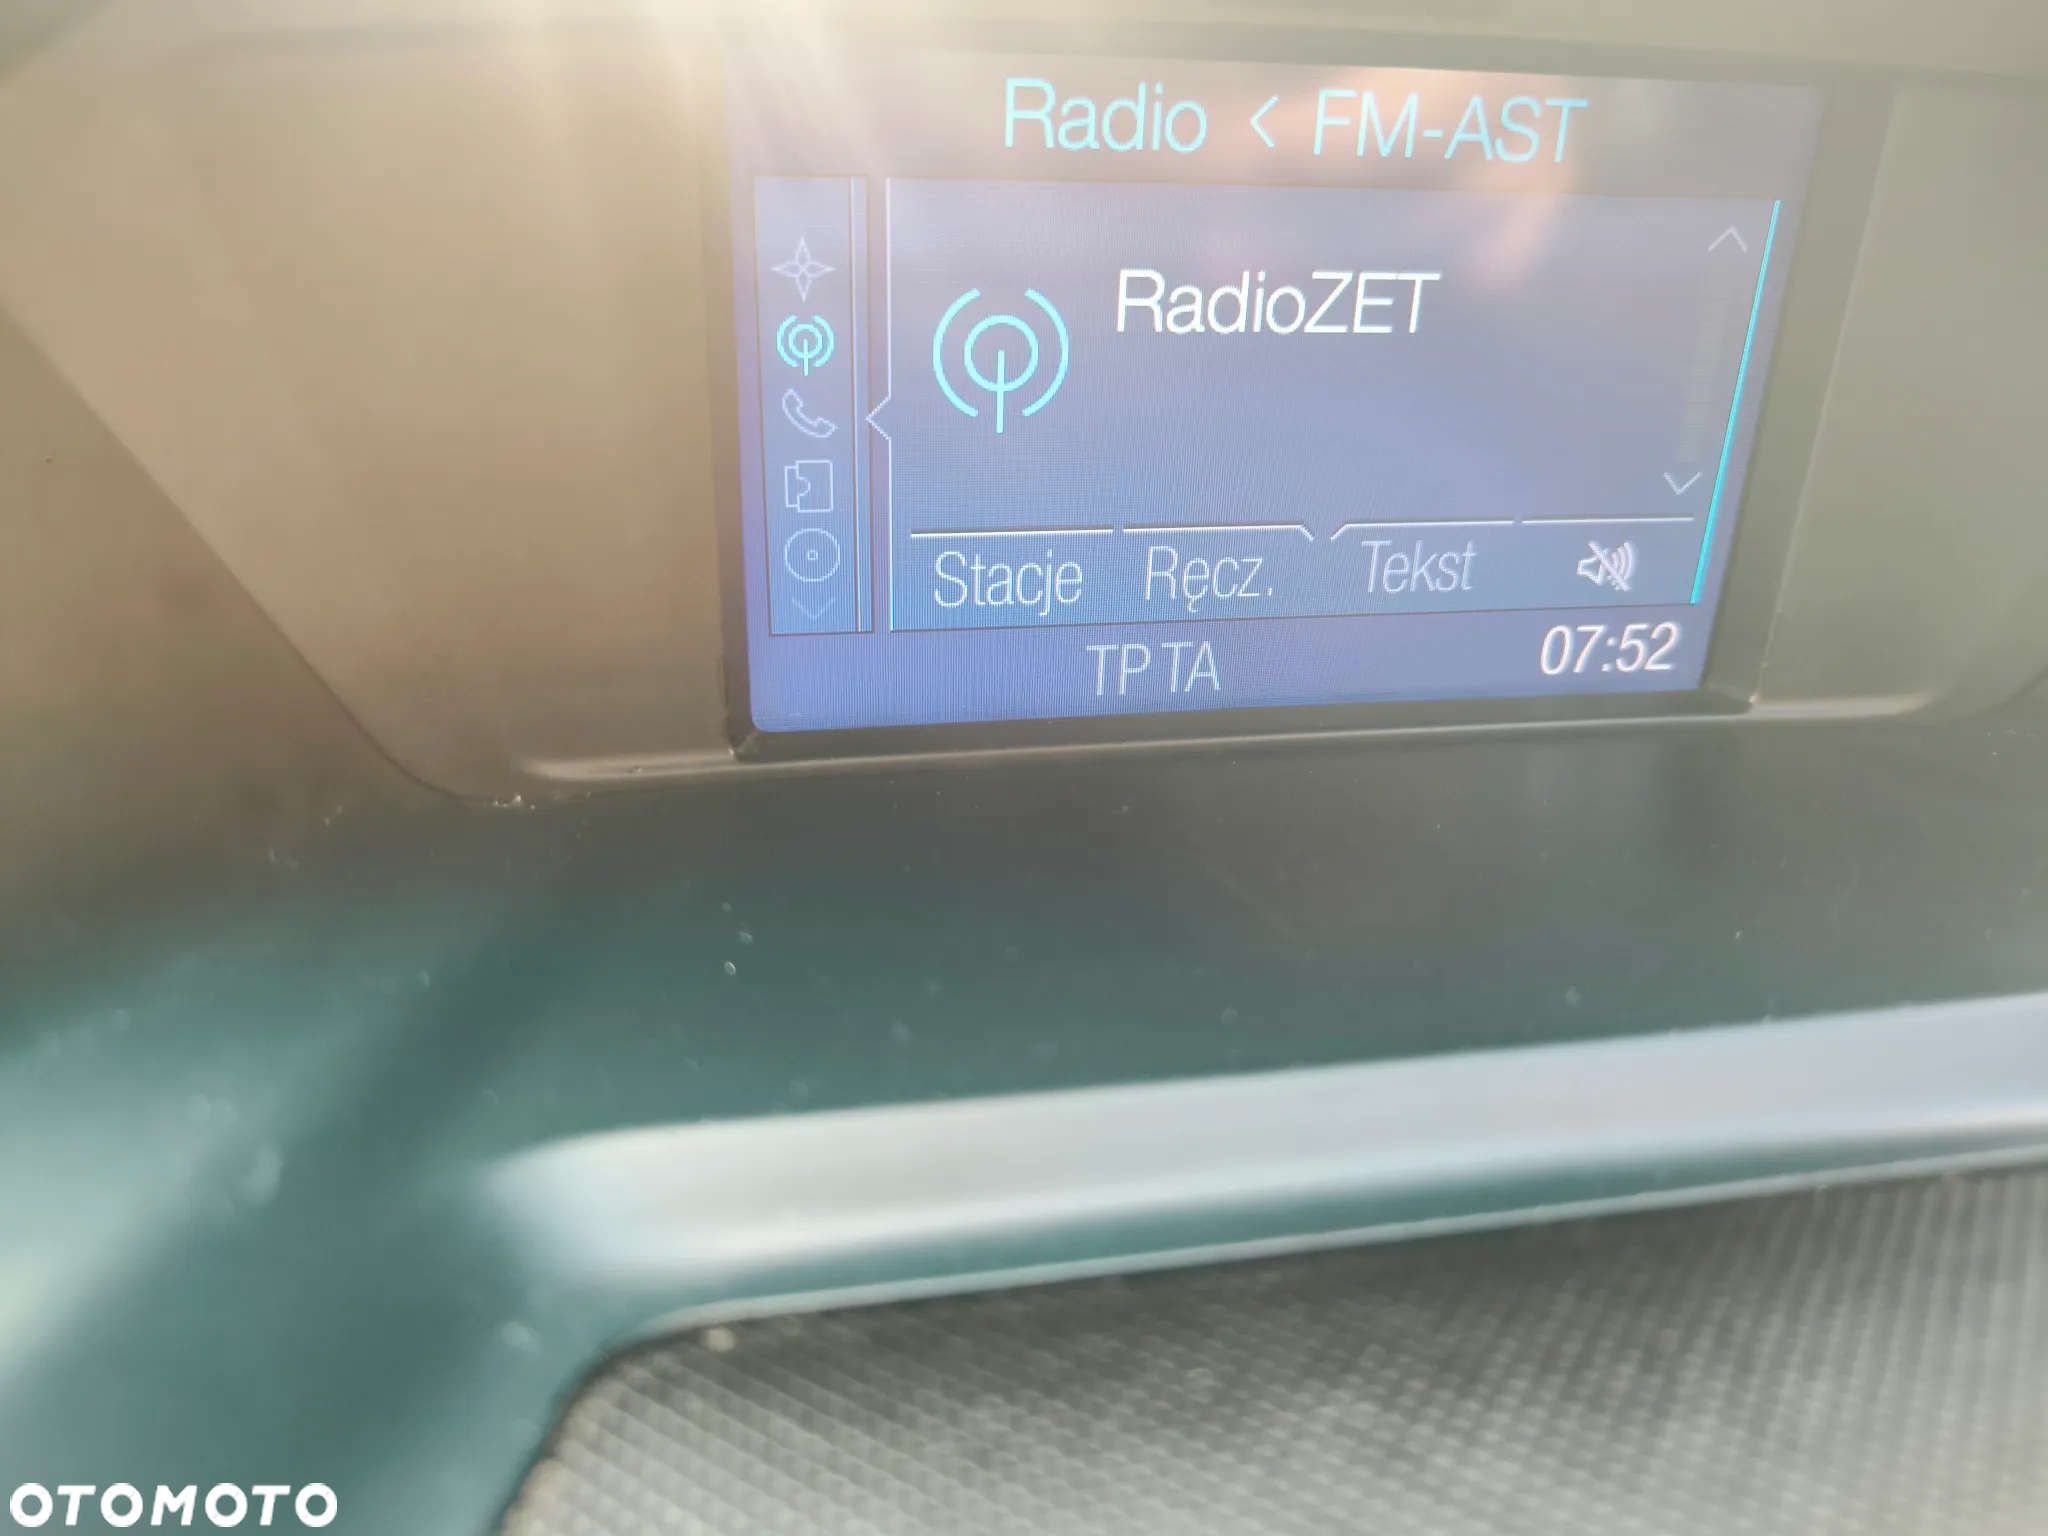 Radio < FM-AST
RadioZET
Stacje Ręcz. Tekst
TP TA 07:52
OTOMOTO